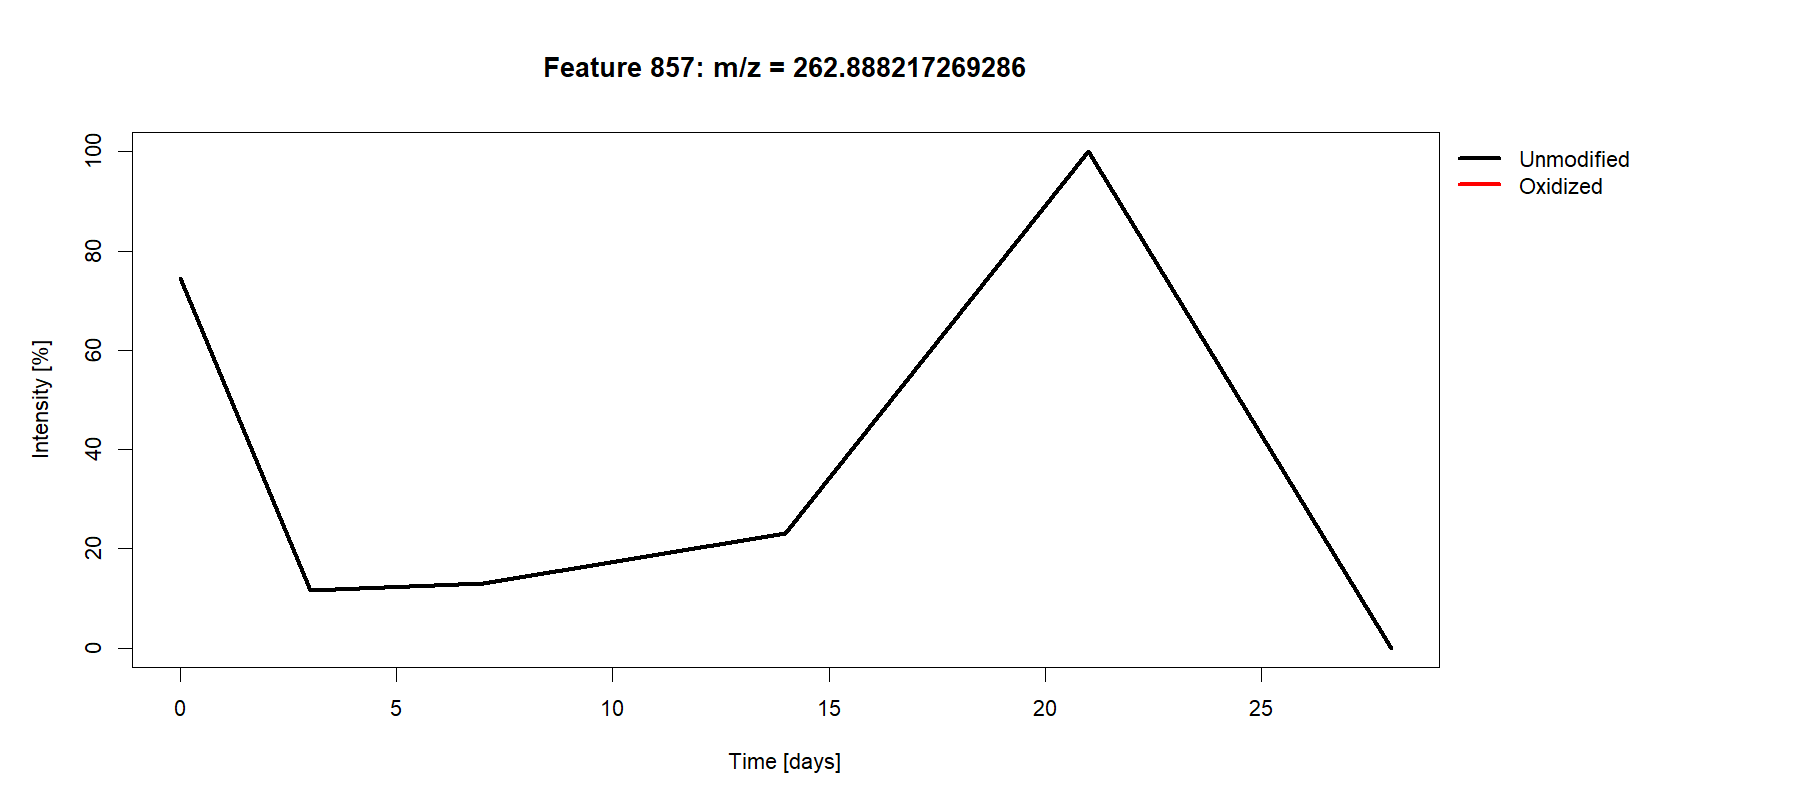 Feature 857: m/z = 262.888217269286
Unmodified
Oxidized
100
80
60
40
20
0
Intensity [%]
0 5 10 15 20 25
Time [days]